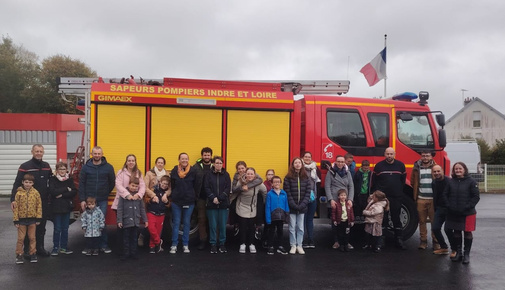 SAPEURS POMPIERS INDRE ET LOIRE
GIMAEX
18